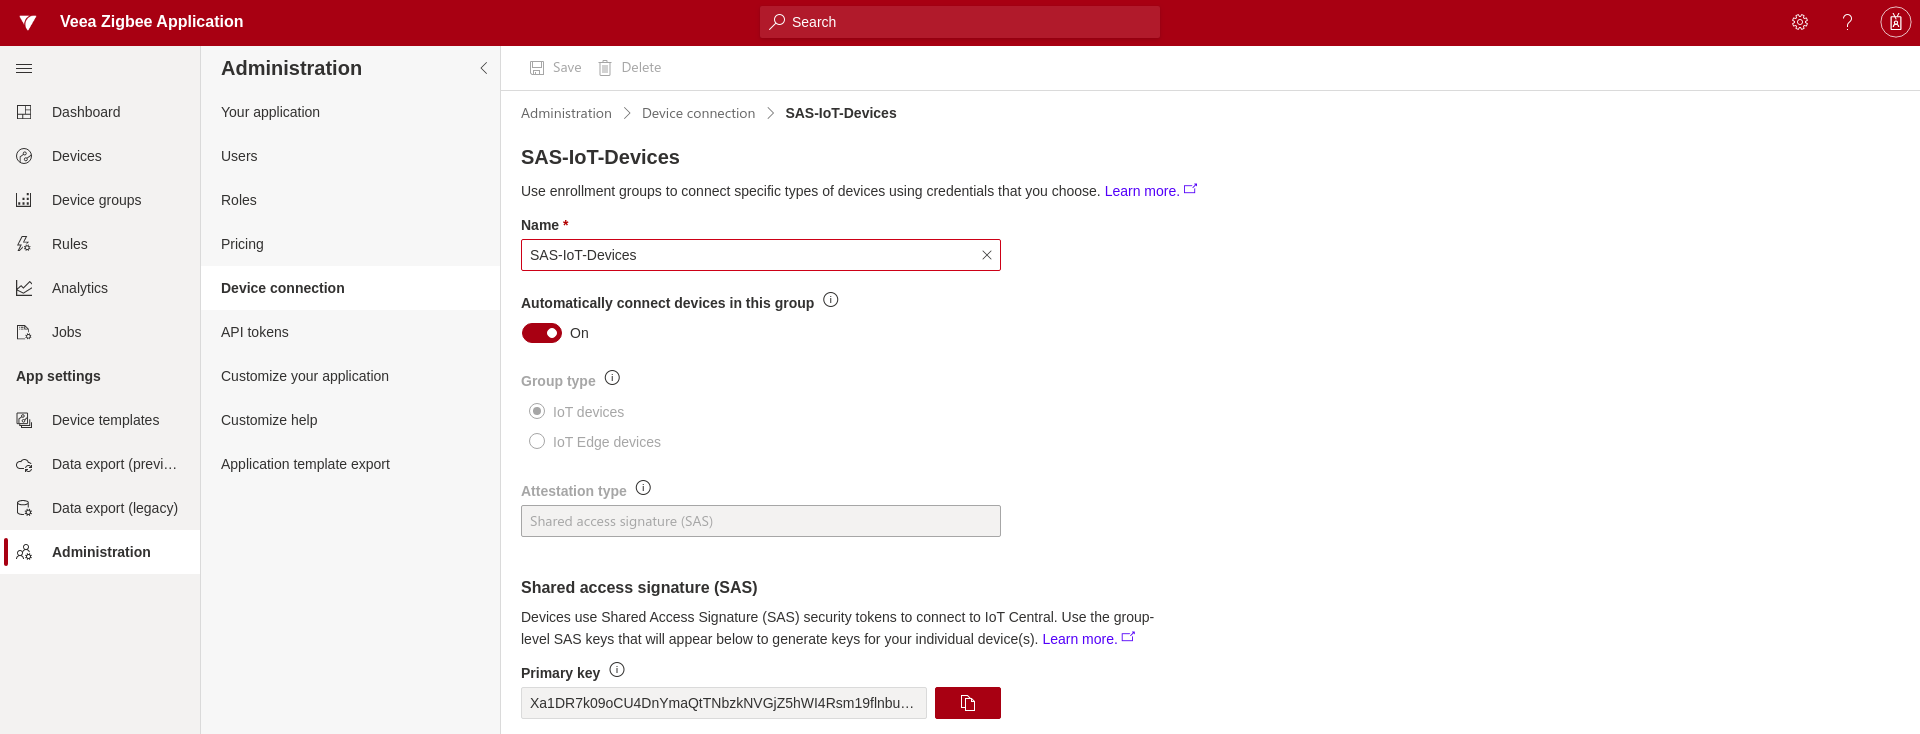 Veea Zigbee Application
Search
Dashboard
Devices
Device groups
Rules
Analytics
Jobs
App settings
Device templates
Data export (previ…
Data export (legacy)
Administration
Administration
Your application
Users
Roles
Pricing
Device connection
API tokens
Customize your application
Customize help
Application template export
Save Delete
Administration > Device connection > SAS-IoT-Devices
SAS-IoT-Devices
Use enrollment groups to connect specific types of devices using credentials that you choose. Learn more.
Name *
SAS-IoT-Devices
Automatically connect devices in this group
On
Group type
IoT devices
IoT Edge devices
Attestation type
Shared access signature (SAS)
Shared access signature (SAS)
Devices use Shared Access Signature (SAS) security tokens to connect to IoT Central. Use the group-
level SAS keys that will appear below to generate keys for your individual device(s). Learn more.
Primary key
Xa1DR7k09oCU4DnYmaQtTNbzkNVGjZ5hWI4Rsm19flnbu…